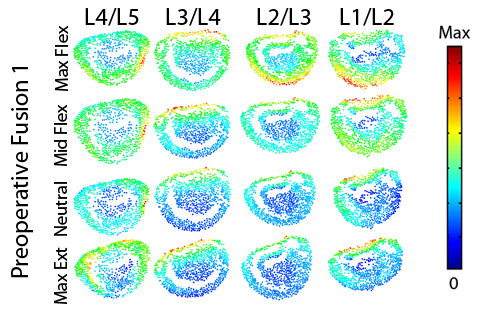 L4/L5 L3/L4 L2/L3 L1/L2
Max
Preoperative Fusion 1
Max Flex
Mid Flex
Neutral
Max Ext
0